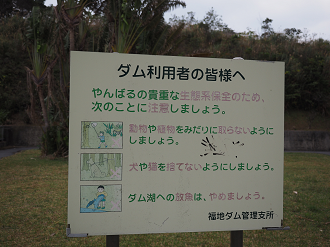 ダム利用者の皆様へ
やんばるの貴重な生態系保全のため、
次のことに注意しましょう。
動物や植物をみだりに取らないように
しましょう。
犬や猫を捨てないようにしましょう。
ダム湖への放魚は、やめましょう。
福地ダム管理支所